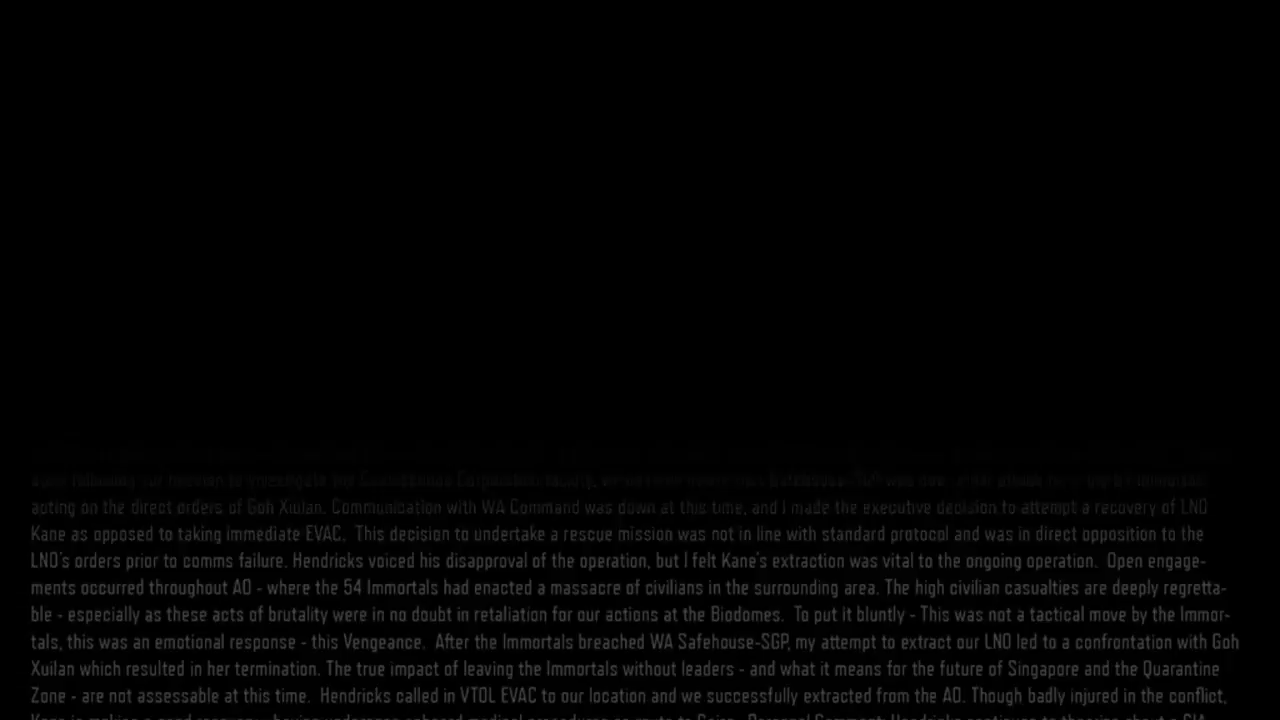 acting on the direct orders of Goh Xiulan. Communication with WA Command was down at this time, and I made the executive decision to attempt a recovery of LNO
Kane as opposed to taking immediate EVAC. This decision to undertake a rescue mission was not in line with standard protocol and was in direct opposition to the
LNO's orders prior to comms failure. Hendricks voiced his disapproval of the operation, but I felt Kane's extraction was vital to the ongoing operation. Open engage-
ments occurred throughout AO - where the 54 Immortals had enacted a massacre of civilians in the surrounding area. The high civilian casualties are deeply regretta-
ble - especially as these acts of brutality were in no doubt in retaliation for our actions at the Biodomes. To put it bluntly - This was not a tactical move by the Immor-
tals, this was an emotional response - this Vengeance. After the Immortals breached WA Safehouse-SGP, my attempt to extract our LNO led to a confrontation with Goh
Xiulan which resulted in her termination. The true impact of leaving the Immortals without leaders - and what it means for the future of Singapore and the Quarantine
Zone - are not assessable at this time. Hendricks called in VTOL EVAC to our location and we successfully extracted from the AO. Though badly injured in the conflict,